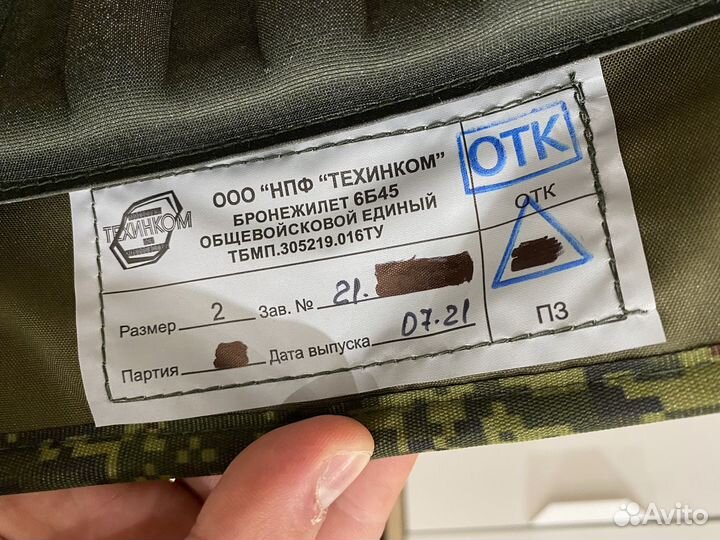 ТЕХИНКОМ
ООО "НПФ "ТЕХИНКОМ"
БРОНЕЖИЛЕТ 6Б45
ОБЩЕВОЙСКОВОЙ ЕДИНЫЙ
ТБМП.305219.016ТУ
Размер 2 Зав. № 21.
Партия Дата выпуска 07.21
ОТК
ОТК
ПЗ
Avito